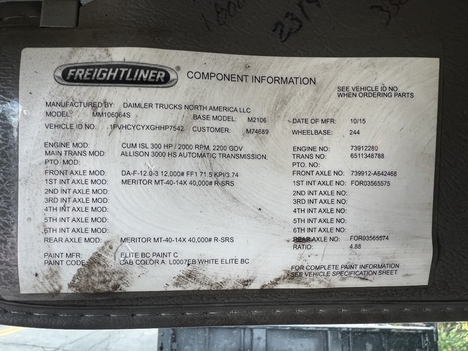 FREIGHTLINER COMPONENT INFORMATION
SEE VEHICLE ID NO.
WHEN ORDERING PARTS
MANUFACTURED BY: DAIMLER TRUCKS NORTH AMERICA LLC
MODEL: MM106064S MODEL: M2106 DATE OF MFR: 10/15
VEHICLE ID NO.: 1PVHCYCYXGHHP7542 CUSTOMER: M74689 WHEELBASE: 244
ENGINE MOD: CUM ISL 300 HP / 2000 RPM, 2200 GOV ENGINE NO: 73912280
MAIN TRANS MOD: ALLISON 3000 HS AUTOMATIC TRANSMISSION TRANS NO: 6511348788
PTO. MOD: PTO. NO:
FRONT AXLE MOD: DA-F-12.0-3 12,000# FF1 71.5 KPI/3.74 FRONT AXLE NO: 739912-A642468
1ST INT AXLE MOD: MERITOR MT-40-14X 40,000# R-SRS 1ST INT AXLE NO: FOR03565575
2ND INT AXLE MOD: 2ND INT AXLE NO:
3RD INT AXLE MOD: 3RD INT AXLE NO:
4TH INT AXLE MOD: 4TH INT AXLE NO:
5TH INT AXLE MOD: 5TH INT AXLE NO:
6TH INT AXLE MOD: 6TH INT AXLE NO:
REAR AXLE MOD: MERITOR MT-40-14X 40,000# R-SRS REAR AXLE NO: FOR03565574
RATIO: 4.88
PAINT MFR: ELITE BC PAINT C
PAINT CODE: CAB COLOR A: L0007EB WHITE ELITE BC
FOR COMPLETE PAINT INFORMATION
SEE VEHICLE SPECIFICATION SHEET